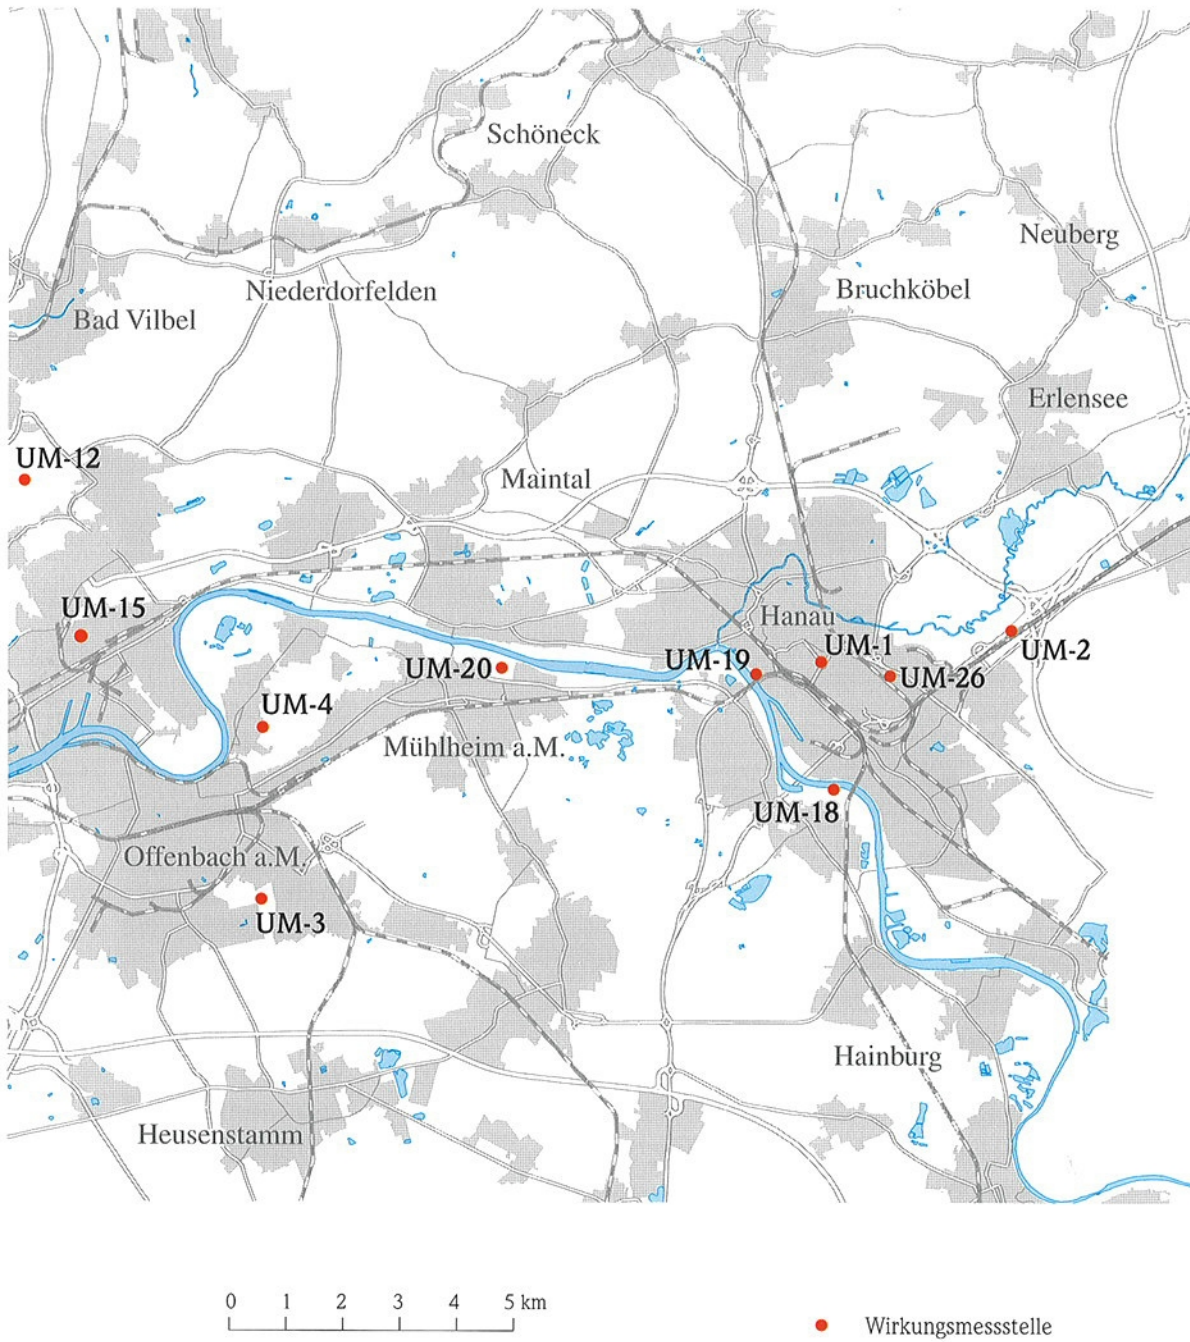 Schöneck
Neuberg
Niederdorfelden
Bruchköbel
Bad Vilbel
Erlensee
UM-12
Maintal
UM-15
Hanau
UM-1
UM-2
UM-19
UM-20
UM-26
UM-4
Mühlheim a.M.
UM-18
Offenbach a.M.
UM-3
Hainburg
Heusenstamm
0 1 2 3 4 5 km
Wirkungsmessstelle